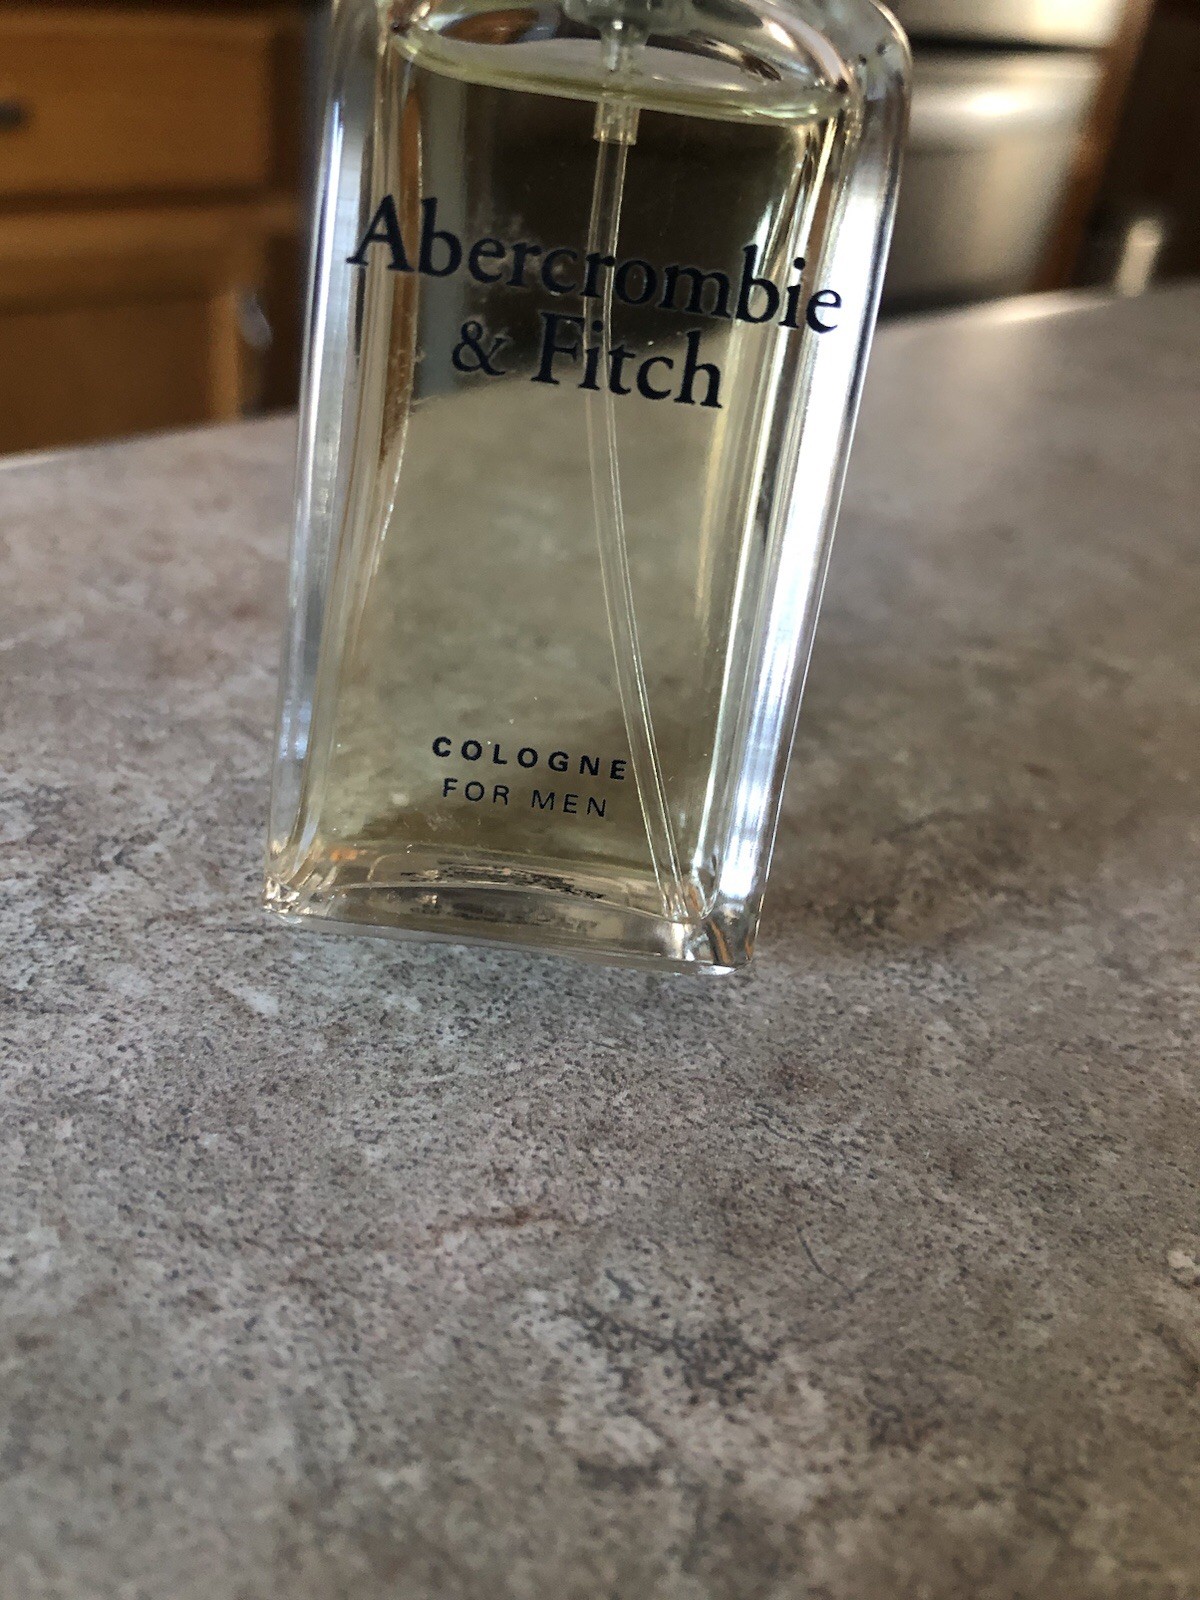 Abercrombie
& Fitch
COLOGNE
FOR MEN